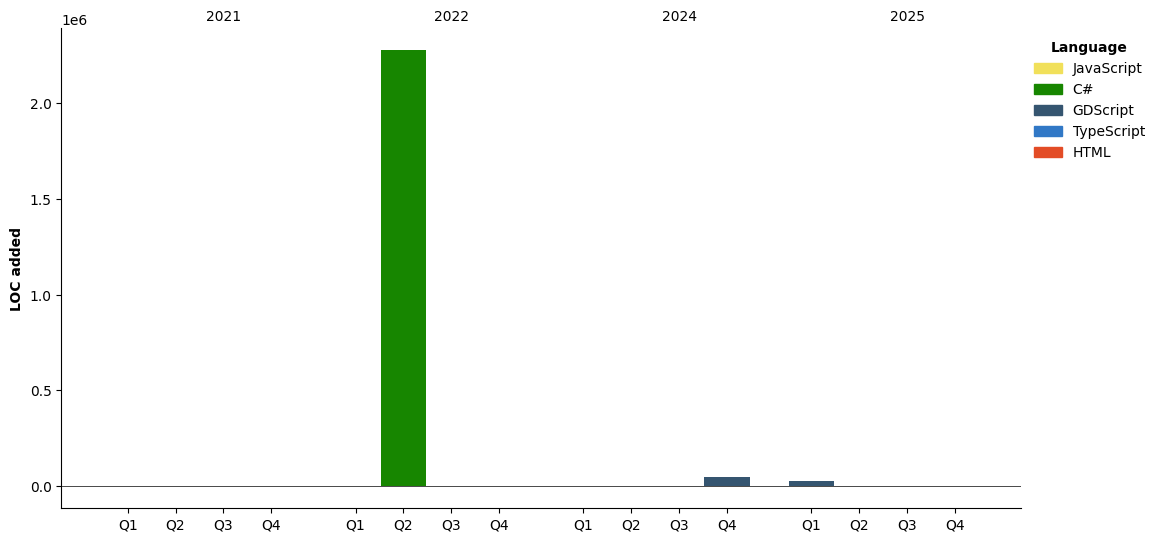 2021 2022 2024 2025
1e6
Language
JavaScript
C#
GDScript
TypeScript
HTML
2.0
1.5
1.0
0.5
0.0
LOC added
Q1 Q2 Q3 Q4 Q1 Q2 Q3 Q4 Q1 Q2 Q3 Q4 Q1 Q2 Q3 Q4